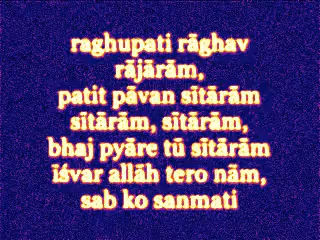 raghupati rāghav
rājārām,
patit pāvan sītārām
sītārām, sītārām,
bhaj pyāre tū sītārām
īśvar allāh tero nām,
sab ko sanmati